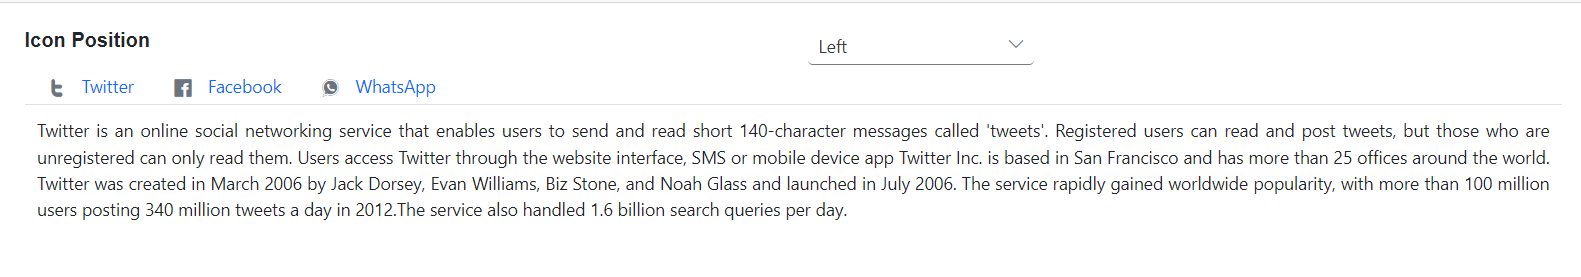 Icon Position
Left
Twitter Facebook WhatsApp
Twitter is an online social networking service that enables users to send and read short 140-character messages called 'tweets'. Registered users can read and post tweets, but those who are
unregistered can only read them. Users access Twitter through the website interface, SMS or mobile device app Twitter Inc. is based in San Francisco and has more than 25 offices around the world.
Twitter was created in March 2006 by Jack Dorsey, Evan Williams, Biz Stone, and Noah Glass and launched in July 2006. The service rapidly gained worldwide popularity, with more than 100 million
users posting 340 million tweets a day in 2012.The service also handled 1.6 billion search queries per day.